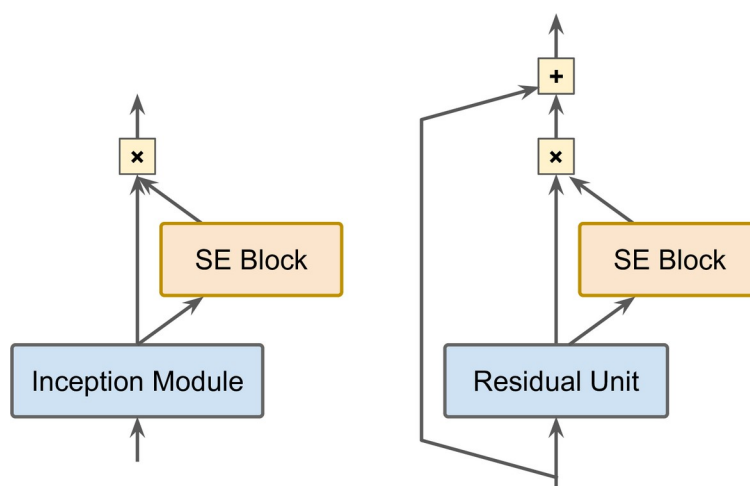 +
× ×
SE Block SE Block
Inception Module Residual Unit